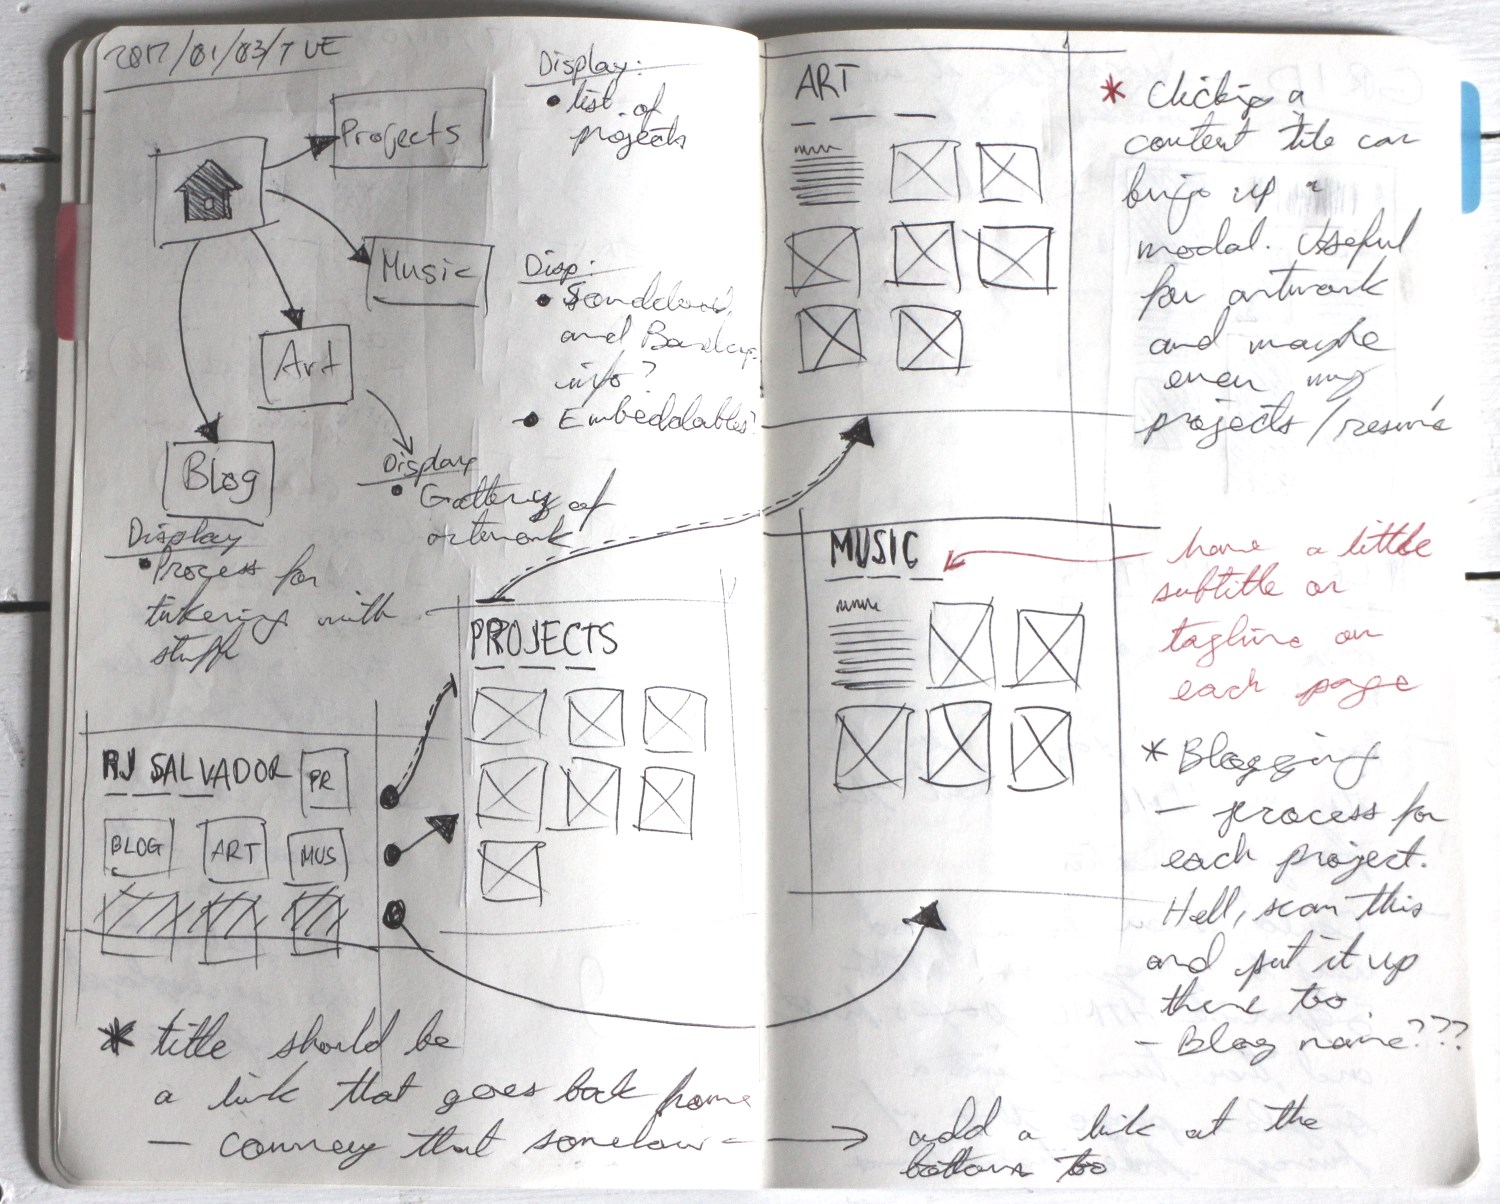 2017/01/03/TUE
Projects
Music
Art
Blog
Display:
• list of
projects
Disp:
• Soundcloud
and Bandcamp
info?
• Embeddables?
Display
• Gallery of
artwork
Display
• Process for
tinkering with
stuff
PROJECTS
RJ SALVADOR
PR
BLOG
ART
MUS
* title should be
a link that goes back home
— convey that somehow —
ART
* Clicking a
content tile can
bring up a
modal. Useful
for artwork
and maybe
even my
projects/resumé
MUSIC
have a little
subtitle or
tagline on
each page
* Blogging
— process for
each project.
Hell, scan this
and put it up
there too
— Blog name???
add a link at the
bottom too